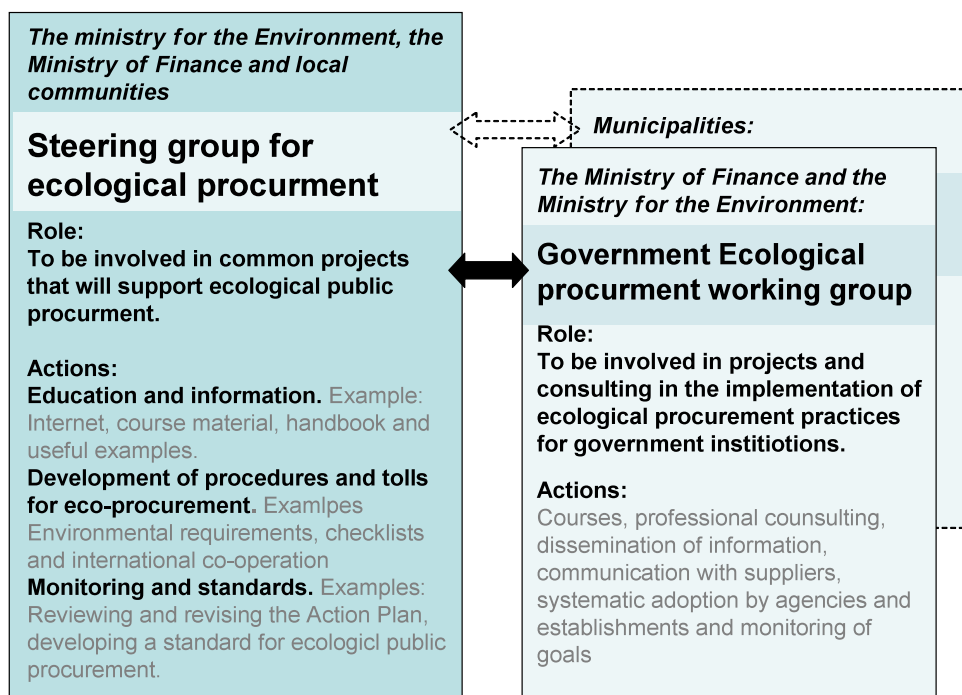 The ministry for the Environment, the
Ministry of Finance and local
communities
Steering group for
ecological procurment
Role:
To be involved in common projects
that will support ecological public
procurment.
Actions:
Education and information. Example:
Internet, course material, handbook and
useful examples.
Development of procedures and tolls
for eco-procurement. Examlpes
Environmental requirements, checklists
and international co-operation
Monitoring and standards. Examples:
Reviewing and revising the Action Plan,
developing a standard for ecologicl public
procurement.
Municipalities:
The Ministry of Finance and the
Ministry for the Environment:
Government Ecological
procurment working group
Role:
To be involved in projects and
consulting in the implementation of
ecological procurement practices
for government institiotions.
Actions:
Courses, professional counsulting,
dissemination of information,
communication with suppliers,
systematic adoption by agencies and
establishments and monitoring of
goals